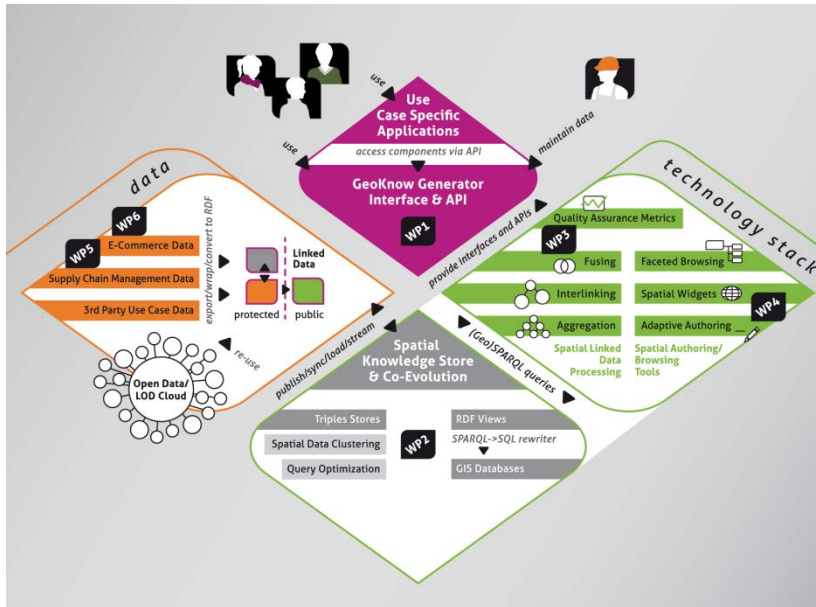 use
Use
Case Specific
Applications
access components via API
use
maintain data
GeoKnow Generator
Interface & API
WP1
data
WP6
WP5
E-Commerce Data
Supply Chain Management Data
3rd Party Use Case Data
export/wrap/convert to RDF
Linked
Data
protected
public
re-use
Open Data/
LOD Cloud
publish/sync/load/stream
provide interfaces and APIs
technology stack
Quality Assurance Metrics
WP3
Fusing
Faceted Browsing
Interlinking
Spatial Widgets
WP4
Aggregation
Adaptive Authoring
Spatial Linked
Data
Processing
Spatial Authoring/
Browsing
Tools
(Geo)SPARQL queries
Spatial
Knowledge Store
& Co-Evolution
Triples Stores
RDF Views
Spatial Data Clustering
WP2
SPARQL->SQL rewriter
Query Optimization
GIS Databases